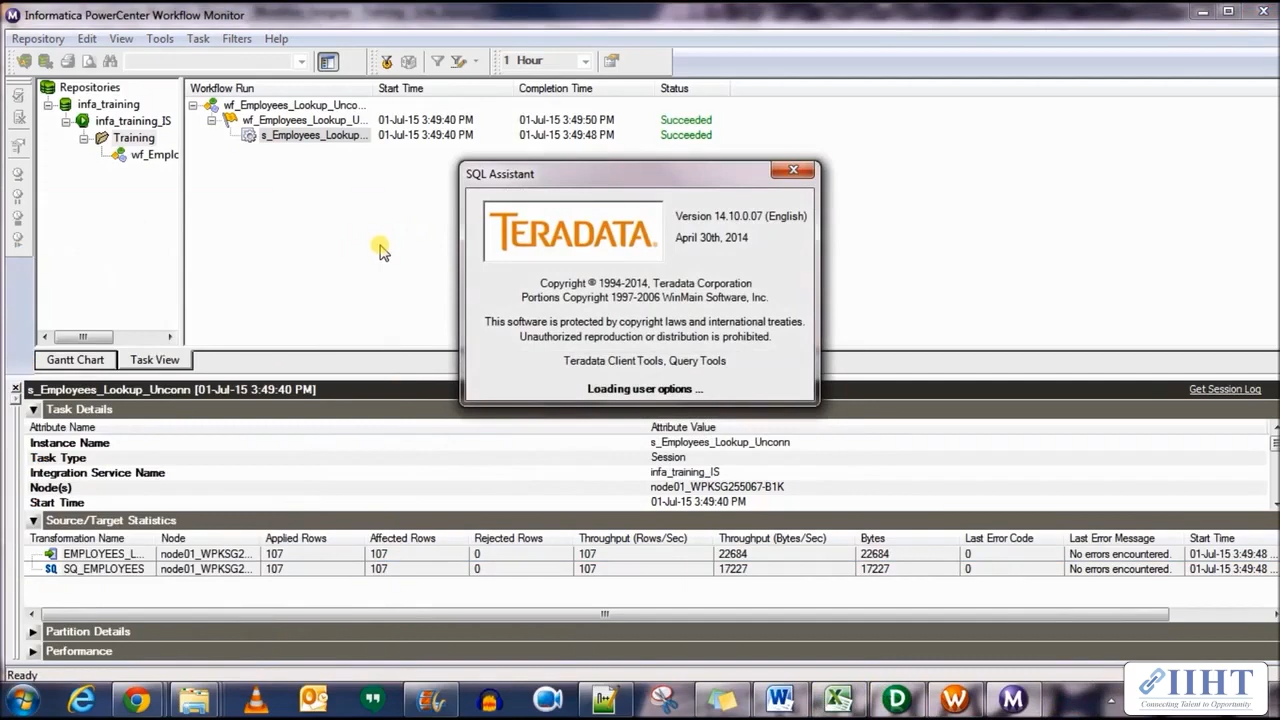 Informatica PowerCenter Workflow Monitor
Repository Edit View Tools Task Filters Help
1 Hour
Repositories
infa_training
infa_training_IS
Training
wf_Emplc
Workflow Run Start Time Completion Time Status
wf_Employees_Lookup_Unco...
wf_Employees_Lookup_U... 01-Jul-15 3:49:40 PM 01-Jul-15 3:49:50 PM Succeeded
s_Employees_Lookup... 01-Jul-15 3:49:40 PM 01-Jul-15 3:49:48 PM Succeeded
SQL Assistant
TERADATA.
Version 14.10.0.07 (English)
April 30th, 2014
Copyright ® 1994-2014, Teradata Corporation
Portions Copyright 1997-2006 WinMain Software, Inc.
This software is protected by copyright laws and international treaties.
Unauthorized reproduction or distribution is prohibited.
Teradata Client Tools, Query Tools
Loading user options ...
Gantt Chart Task View
s_Employees_Lookup_Unconn [01-Jul-15 3:49:40 PM] Get Session Log
Task Details
Attribute Name Attribute Value
Instance Name s_Employees_Lookup_Unconn
Task Type Session
Integration Service Name infa_training_IS
Node(s) node01_WPKSG255067-B1K
Start Time 01-Jul-15 3:49:40 PM
Source/Target Statistics
Transformation Name Node Applied Rows Affected Rows Rejected Rows Throughput (Rows/Sec) Throughput (Bytes/Sec) Bytes Last Error Code Last Error Message Start Time
EMPLOYEES_L... node01_WPKSG2... 107 107 0 107 22684 22684 0 No errors encountered. 01-Jul-15 3:49:48
SQ_EMPLOYEES node01_WPKSG2... 107 107 0 107 17227 17227 0 No errors encountered. 01-Jul-15 3:49:48
Partition Details
Performance
Ready
IIHT
Connecting Talent to Opportunity